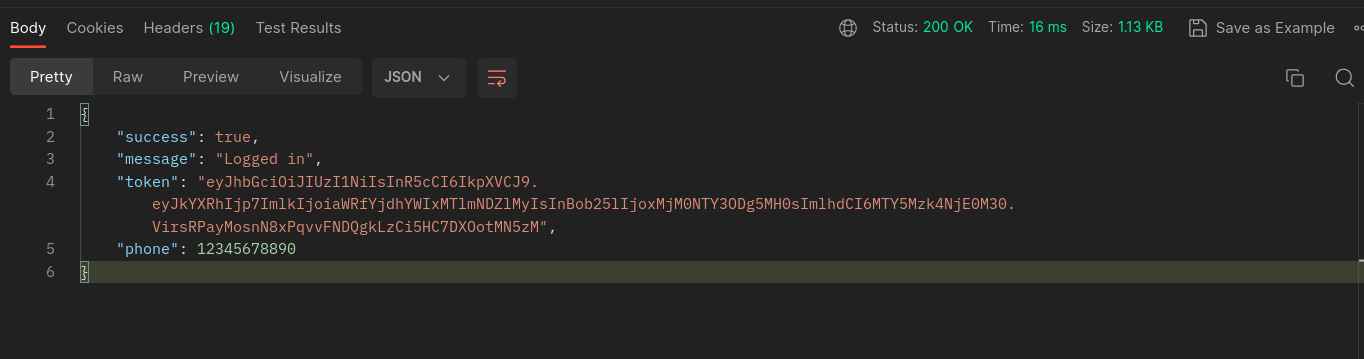 Body Cookies Headers (19) Test Results Status: 200 OK Time: 16 ms Size: 1.13 KB Save as Example
Pretty Raw Preview Visualize JSON
1 {
2 "success": true,
3 "message": "Logged in",
4 "token": "eyJhbGciOiJIUzI1NiIsInR5cCI6IkpXVCJ9.
eyJkYXRhIjp7ImlkIjoiaWRfYjdhYWIxMTlmNDZlMyIsInBob25lIjoxMjM0NTY3ODg5MH0sImlhdCI6MTY5Mzk4NjE0M30.
VirsRPayMosnN8xPqvvFNDQgkLzCi5HC7DXOotMN5zM",
5 "phone": 12345678890
6 }